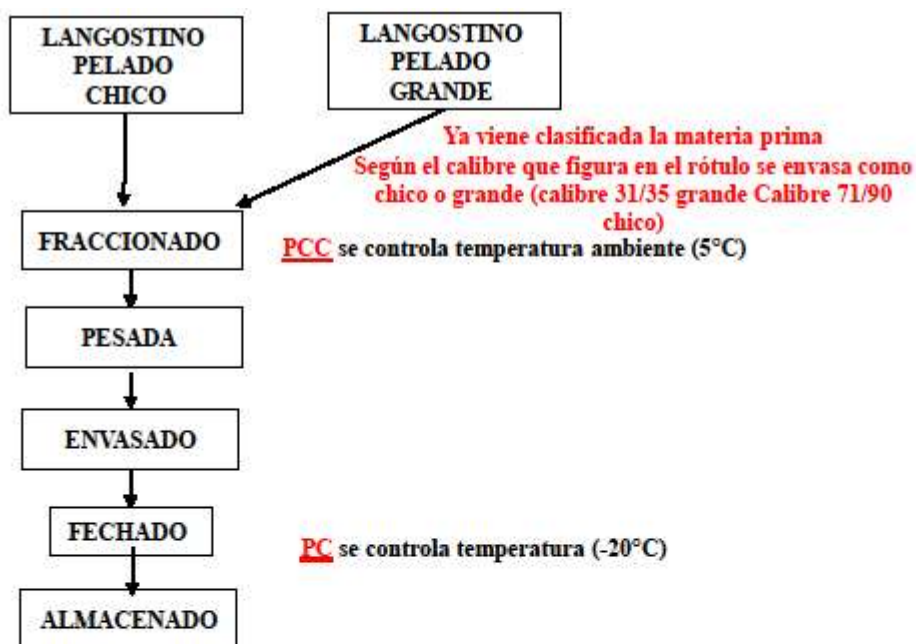 LANGOSTINO
PELADO
CHICO
LANGOSTINO
PELADO
GRANDE
Ya viene clasificada la materia prima
Según el calibre que figura en el rótulo se envasa como
chico o grande (calibre 31/35 grande Calibre 71/90
chico)
FRACCIONADO
PCC se controla temperatura ambiente (5°C)
PESADA
ENVASADO
FECHADO
PC se controla temperatura (-20°C)
ALMACENADO